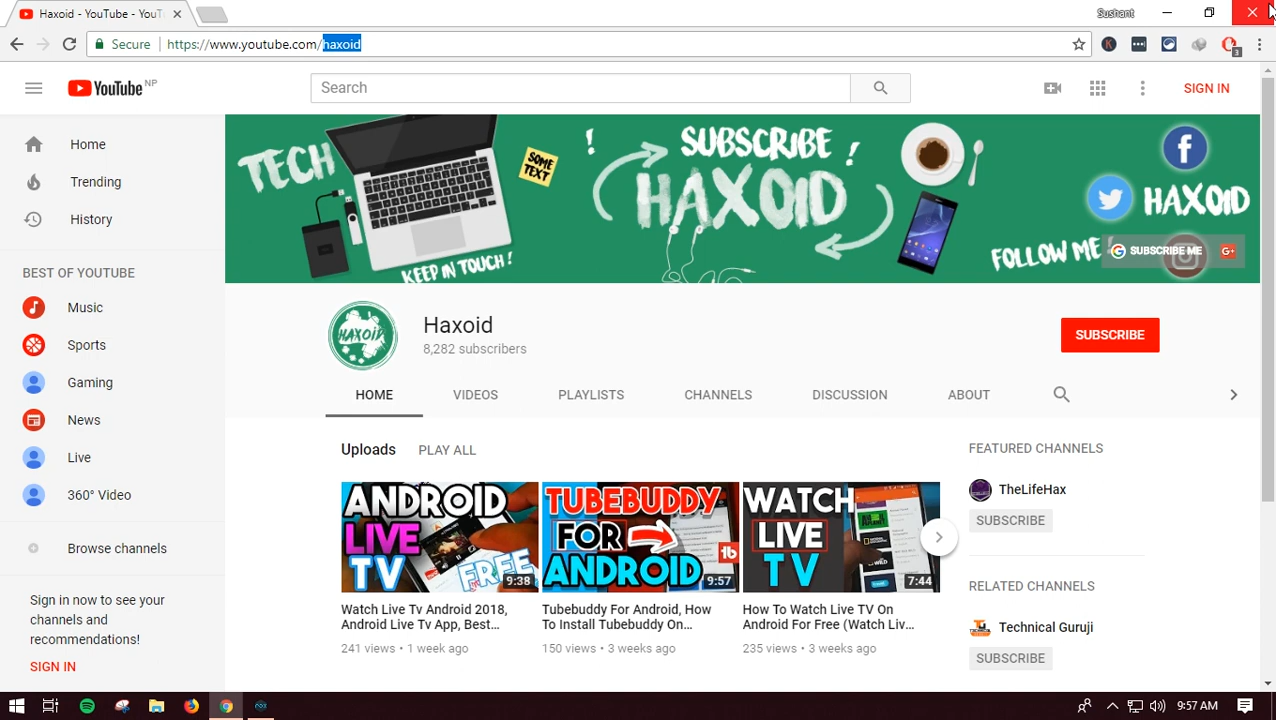 Haxoid - YouTube - YouT
Sushant
Secure
https://www.youtube.com/haxoid
3
YouTube NP
Search
SIGN IN
Home
Trending
History
BEST OF YOUTUBE
Music
Sports
Gaming
News
Live
360° Video
Browse channels
Sign in now to see your
channels and
recommendations!
SIGN IN
TECH
KEEP IN TOUCH!
SOME
TEXT
! SUBSCRIBE !
HAXOID
HAXOID
FOLLOW ME !
SUBSCRIBE ME
G+
HAXOID
Haxoid
8,282 subscribers
SUBSCRIBE
HOME
VIDEOS
PLAYLISTS
CHANNELS
DISCUSSION
ABOUT
Uploads
PLAY ALL
ANDROID
LIVE
TV
FREE
9:38
Watch Live Tv Android 2018,
Android Live Tv App, Best...
241 views • 1 week ago
TUBEBUDDY
FOR
ANDROID
9:57
Tubebuddy For Android, How
To Install Tubebuddy On...
150 views • 3 weeks ago
WATCH
LIVE
TV
7:44
How To Watch Live TV On
Android For Free (Watch Liv...
235 views • 3 weeks ago
FEATURED CHANNELS
TheLifeHax
SUBSCRIBE
RELATED CHANNELS
Technical Guruji
SUBSCRIBE
9:57 AM